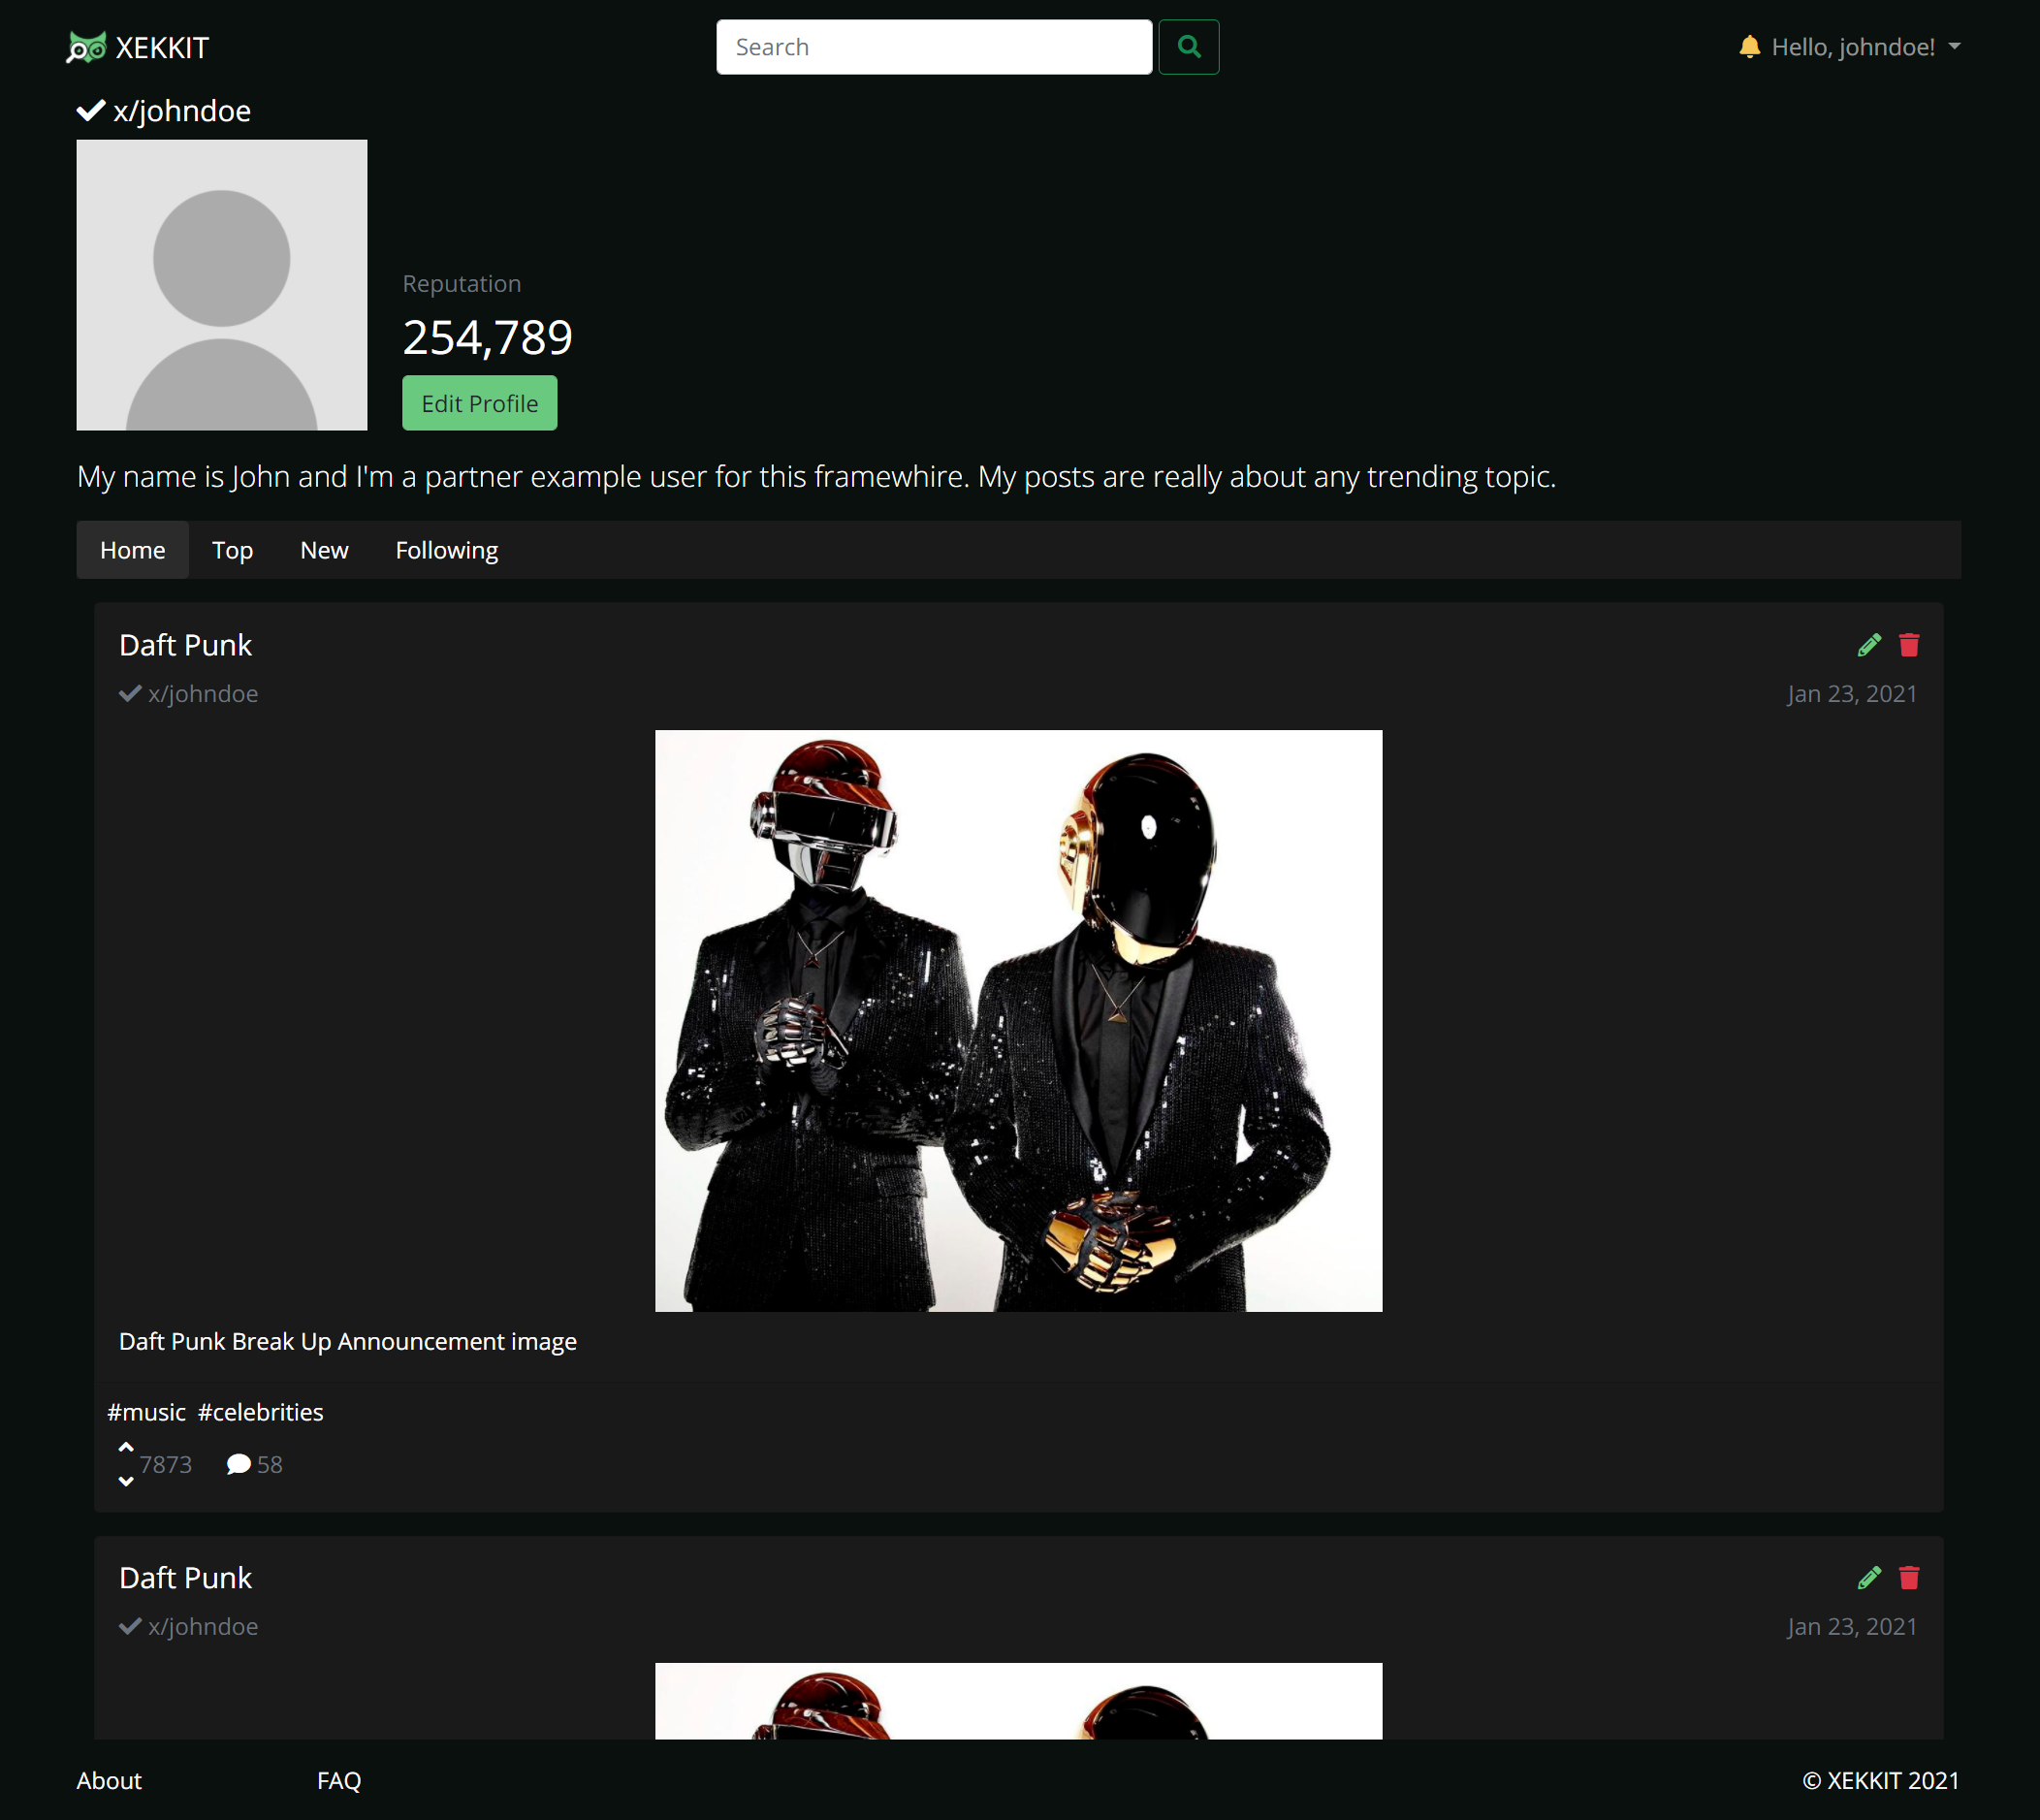 XEKKIT
Search
Hello, johndoe!
x/johndoe
Reputation
254,789
Edit Profile
My name is John and I'm a partner example user for this framewhire. My posts are really about any trending topic.
Home Top New Following
Daft Punk
x/johndoe Jan 23, 2021
Daft Punk Break Up Announcement image
#music #celebrities
7873 58
Daft Punk
x/johndoe Jan 23, 2021
About FAQ © XEKKIT 2021